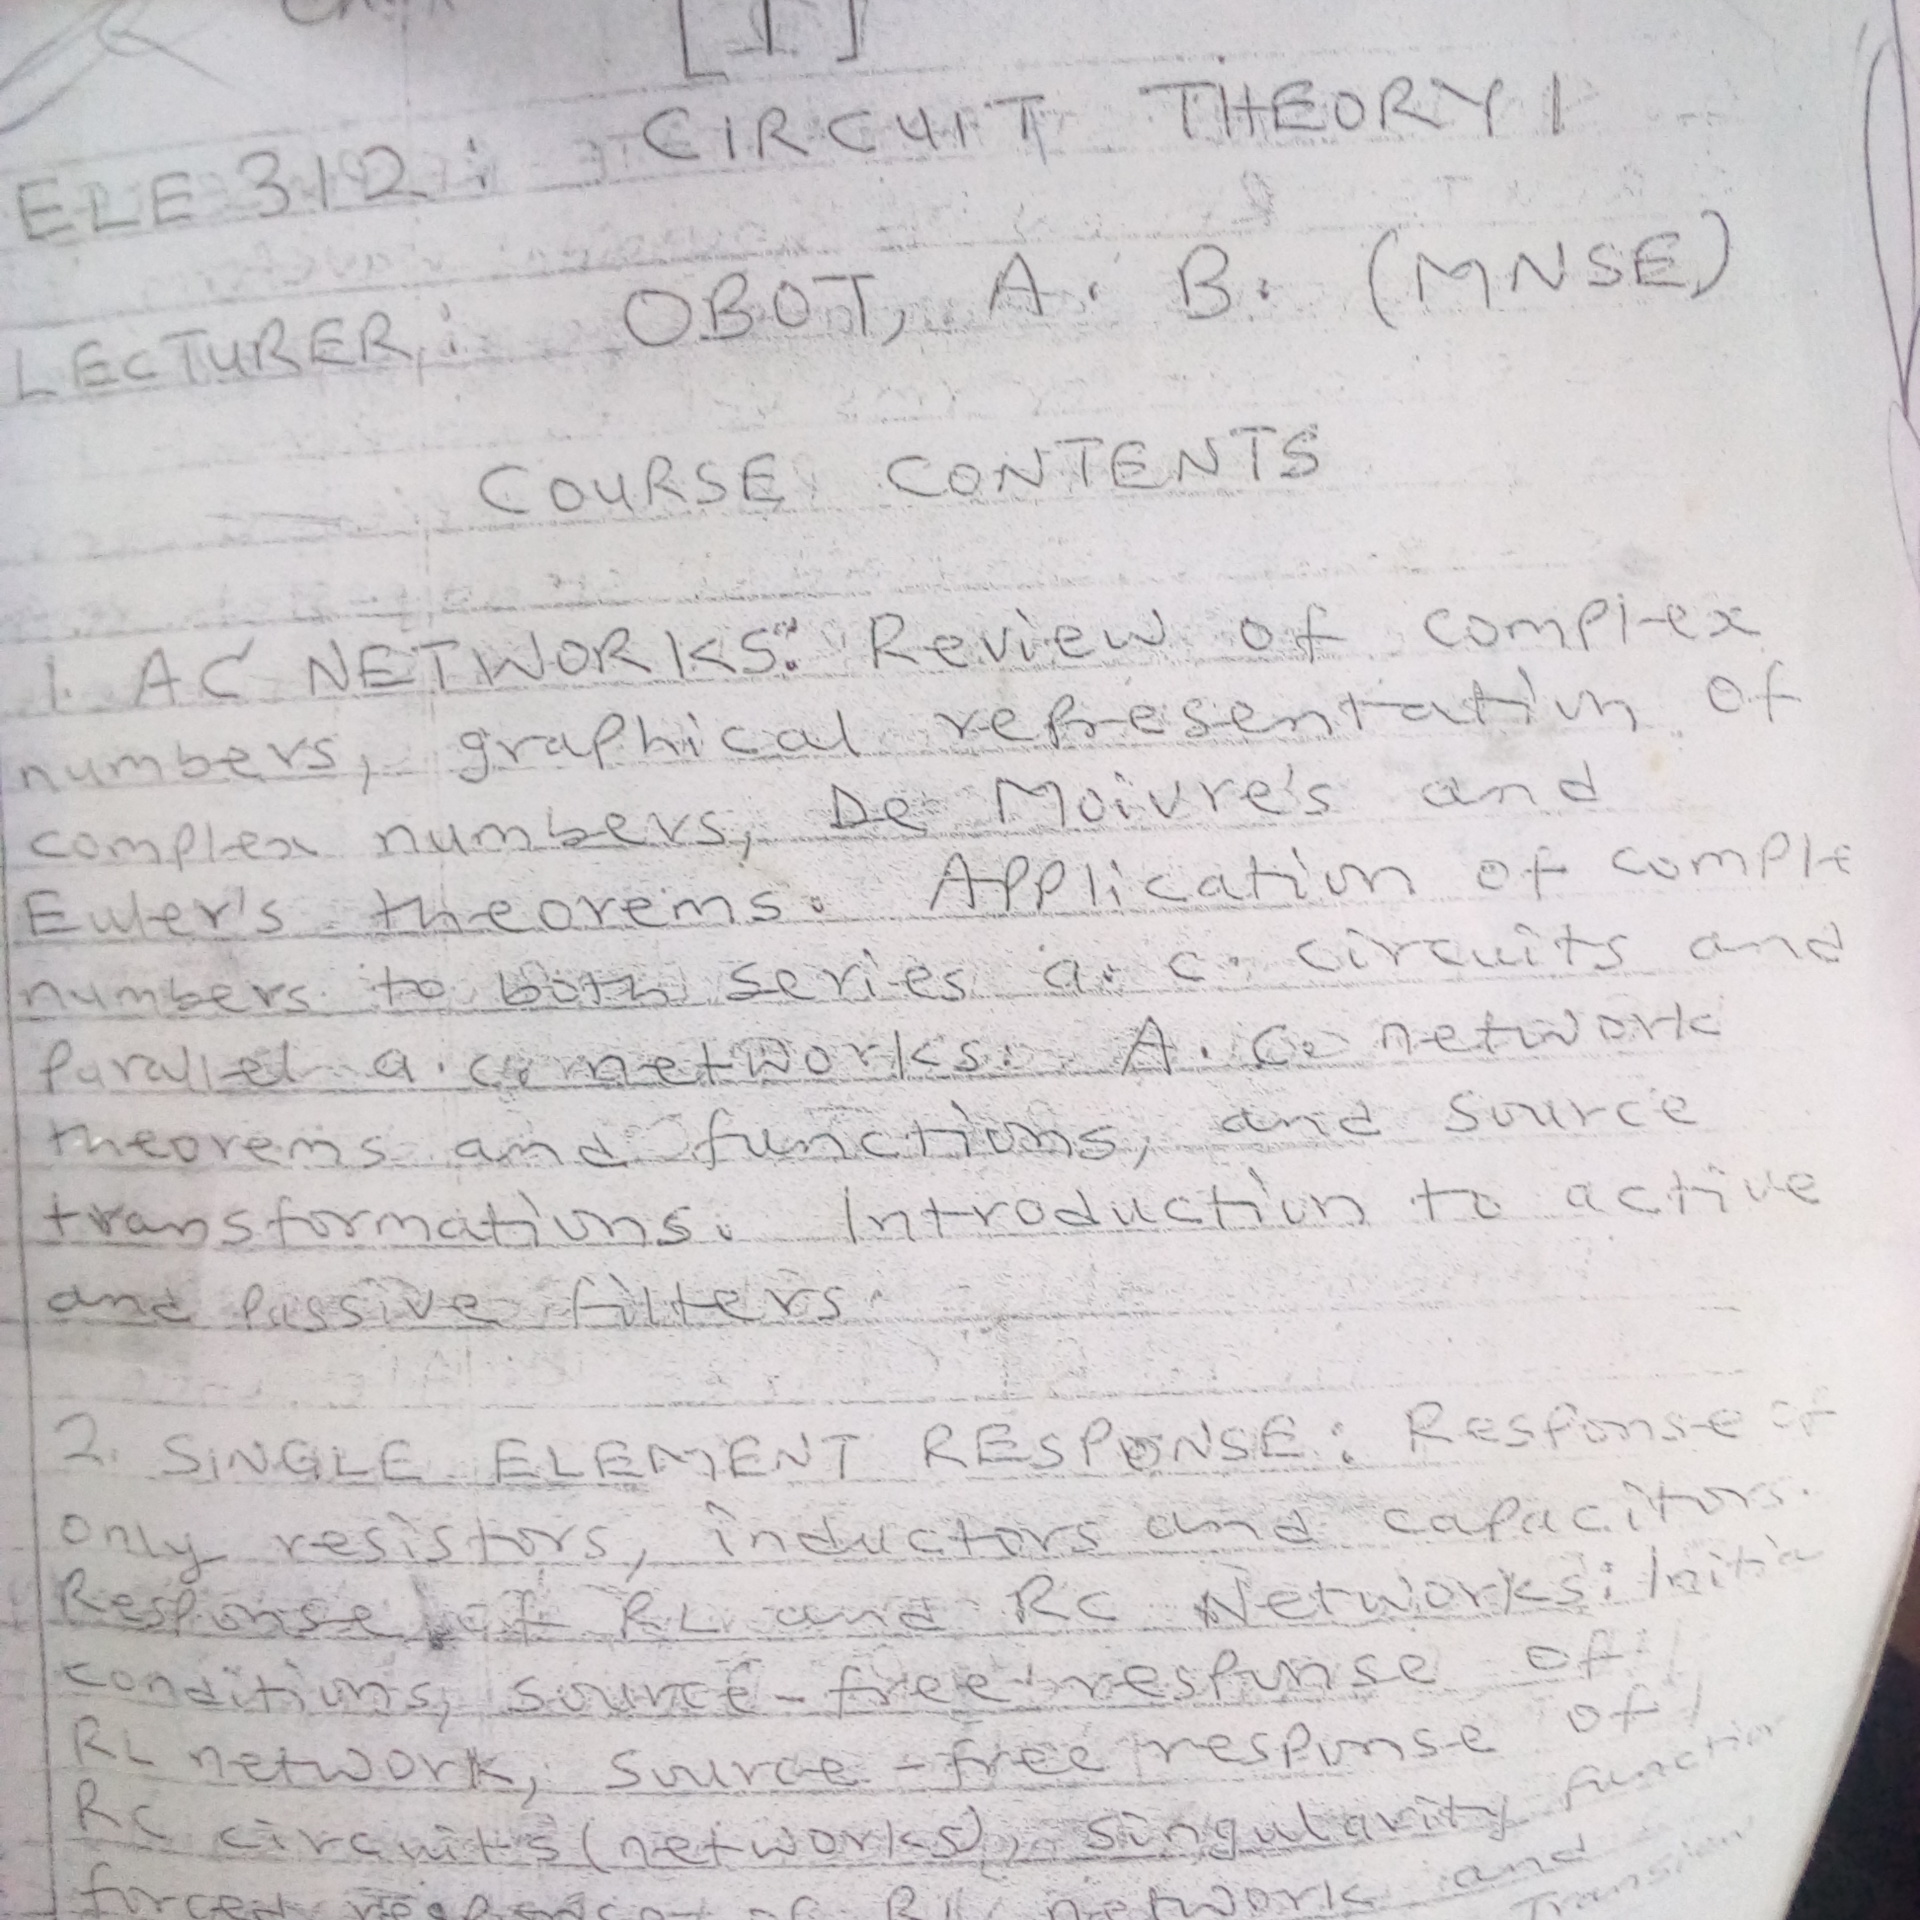 [1]
ELE 312: CIRCUIT THEORY 1
LECTURER: OBOT, A. B. (MNSE)
COURSE CONTENTS
1. AC NETWORKS: Review of complex
numbers, graphical representation of
complex numbers, De Moivre's and
Euler's theorems. Application of comple
numbers to both series a.c. circuits and
parallel a.c. networks. A.C. network
theorems and functions, and source
transformations. Introduction to active
and passive filters.
2. SINGLE ELEMENT RESPONSE: Response of
only resistors, inductors and capacitors.
Response of RL and RC Networks: Initia
conditions, source-free response of
RL network, source-free response of
RC circuits (networks), singularity function
forced response of RL network and
Transien